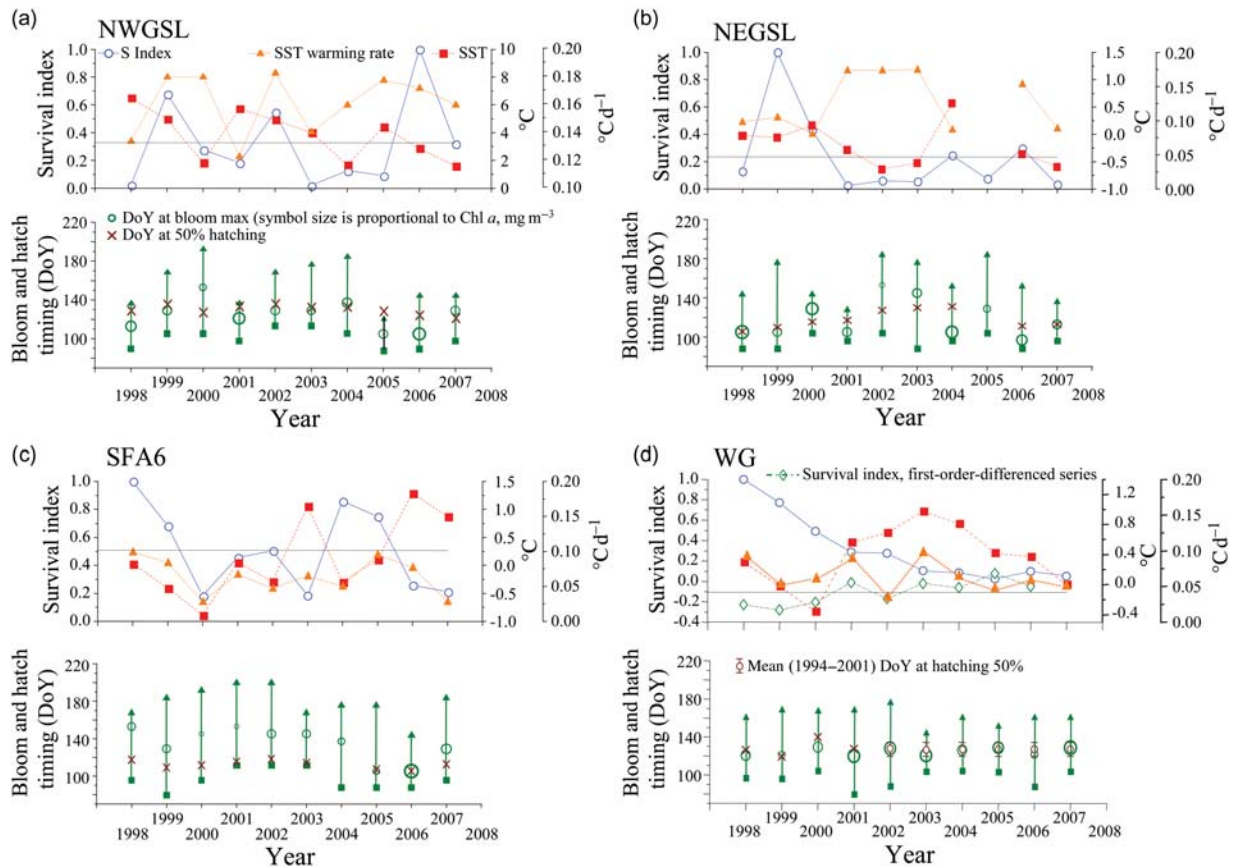 (a)
NWGSL
S Index
SST warming rate
SST
Survival index
1.0
0.8
0.6
0.4
0.2
0.0
10
8
6
4
2
0
°C
0.20
0.18
0.16
0.14
0.12
0.10
°C d⁻¹
DoY at bloom max (symbol size is proportional to Chl a, mg m⁻³
DoY at 50% hatching
Bloom and hatch
timing (DoY)
220
180
140
100
1998 1999 2000 2001 2002 2003 2004 2005 2006 2007 2008
Year
(b)
NEGSL
Survival index
1.0
0.8
0.6
0.4
0.2
0.0
1.5
1.0
0.5
0.0
-0.5
-1.0
°C
0.20
0.15
0.10
0.05
0.00
°C d⁻¹
Bloom and hatch
timing (DoY)
220
180
140
100
1998 1999 2000 2001 2002 2003 2004 2005 2006 2007 2008
Year
(c)
SFA6
Survival index
1.0
0.8
0.6
0.4
0.2
0.0
1.5
1.0
0.5
0.0
-0.5
-1.0
°C
0.20
0.15
0.10
0.05
0.00
°C d⁻¹
Bloom and hatch
timing (DoY)
220
180
140
100
1998 1999 2000 2001 2002 2003 2004 2005 2006 2007 2008
Year
(d)
WG
Survival index, first-order-differenced series
Survival index
1.0
0.8
0.6
0.4
0.2
0.0
-0.2
-0.4
1.2
0.8
0.4
0.0
-0.4
°C
0.20
0.15
0.10
0.05
0.00
°C d⁻¹
Mean (1994–2001) DoY at hatching 50%
Bloom and hatch
timing (DoY)
220
180
140
100
1998 1999 2000 2001 2002 2003 2004 2005 2006 2007 2008
Year